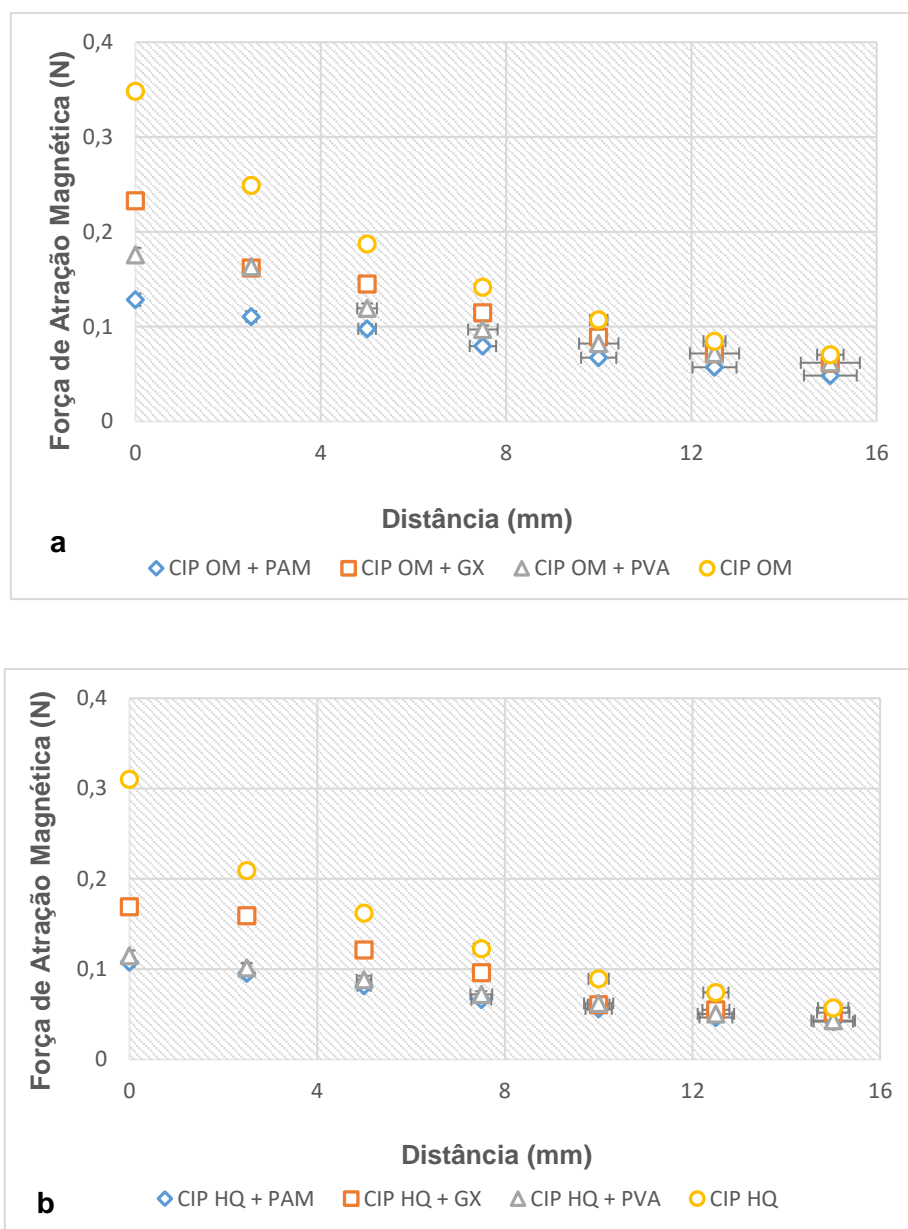 0,4
0,3
0,2
0,1
0
Força de Atração Magnética (N)
0 4 8 12 16
Distância (mm)
a
CIP OM + PAM CIP OM + GX CIP OM + PVA CIP OM
0,4
0,3
0,2
0,1
0
Força de Atração Magnética (N)
0 4 8 12 16
Distância (mm)
b
CIP HQ + PAM CIP HQ + GX CIP HQ + PVA CIP HQ